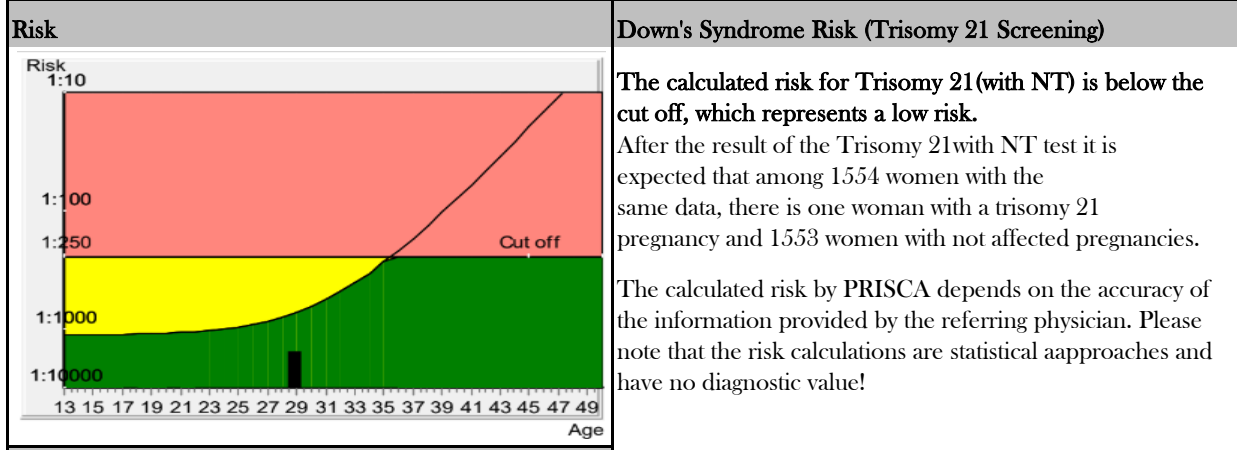 Risk
Down's Syndrome Risk (Trisomy 21 Screening)
Risk
1:10
1:100
1:250
Cut off
1:1000
1:10000
13 15 17 19 21 23 25 27 29 31 33 35 37 39 41 43 45 47 49
Age
The calculated risk for Trisomy 21(with NT) is below the
cut off, which represents a low risk.
After the result of the Trisomy 21with NT test it is
expected that among 1554 women with the
same data, there is one woman with a trisomy 21
pregnancy and 1553 women with not affected pregnancies.
The calculated risk by PRISCA depends on the accuracy of
the information provided by the referring physician. Please
note that the risk calculations are statistical aapproaches and
have no diagnostic value!